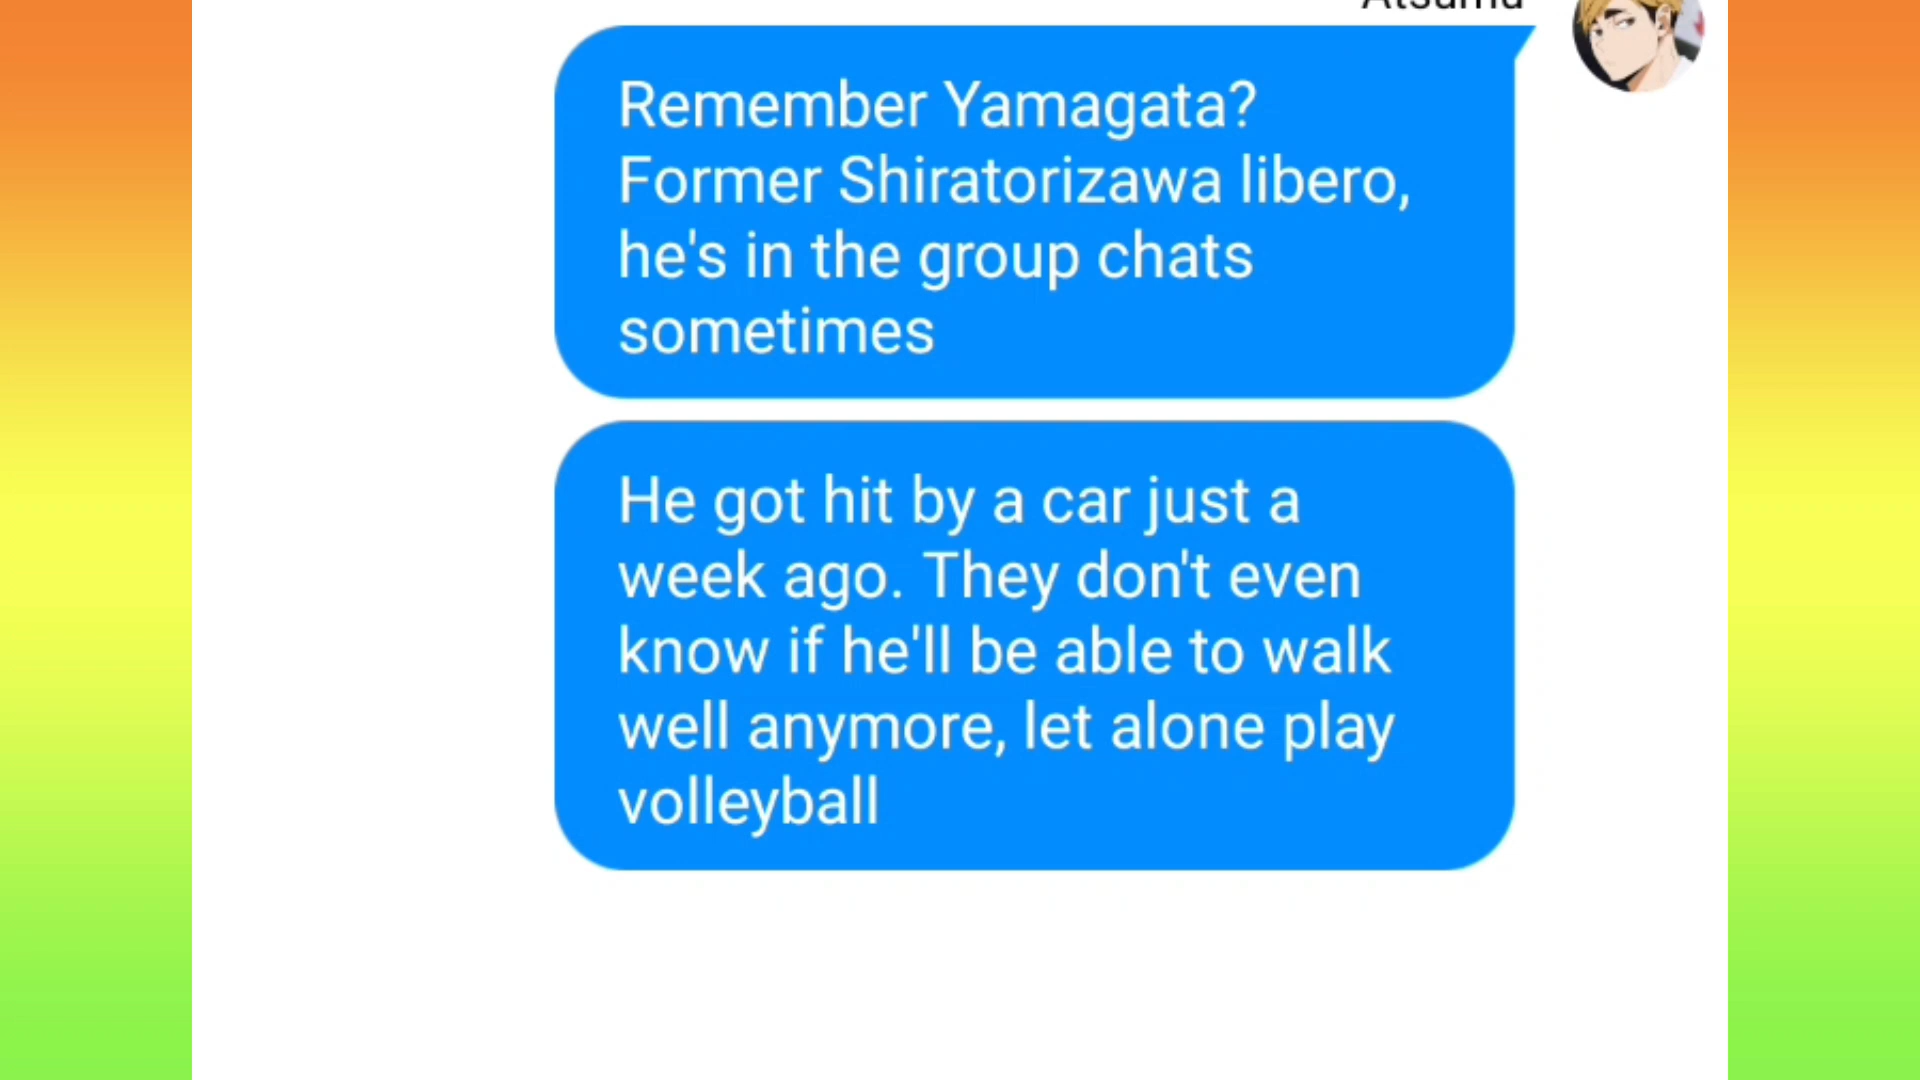 Atsumu
Remember Yamagata?
Former Shiratorizawa libero,
he's in the group chats
sometimes
He got hit by a car just a
week ago. They don't even
know if he'll be able to walk
well anymore, let alone play
volleyball